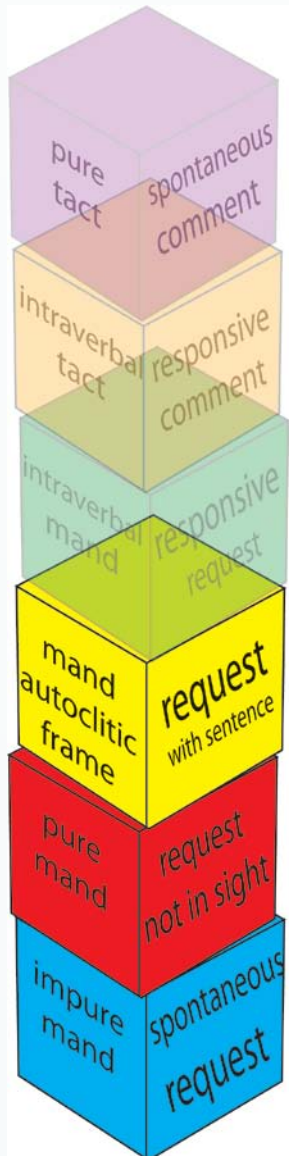 pure
tact
spontaneous
comment
intraverbal
tact
responsive
comment
intraverbal
mand
responsive
request
mand
autoclitic
frame
request
with sentence
pure
mand
request
not in sight
impure
mand
spontaneous
request